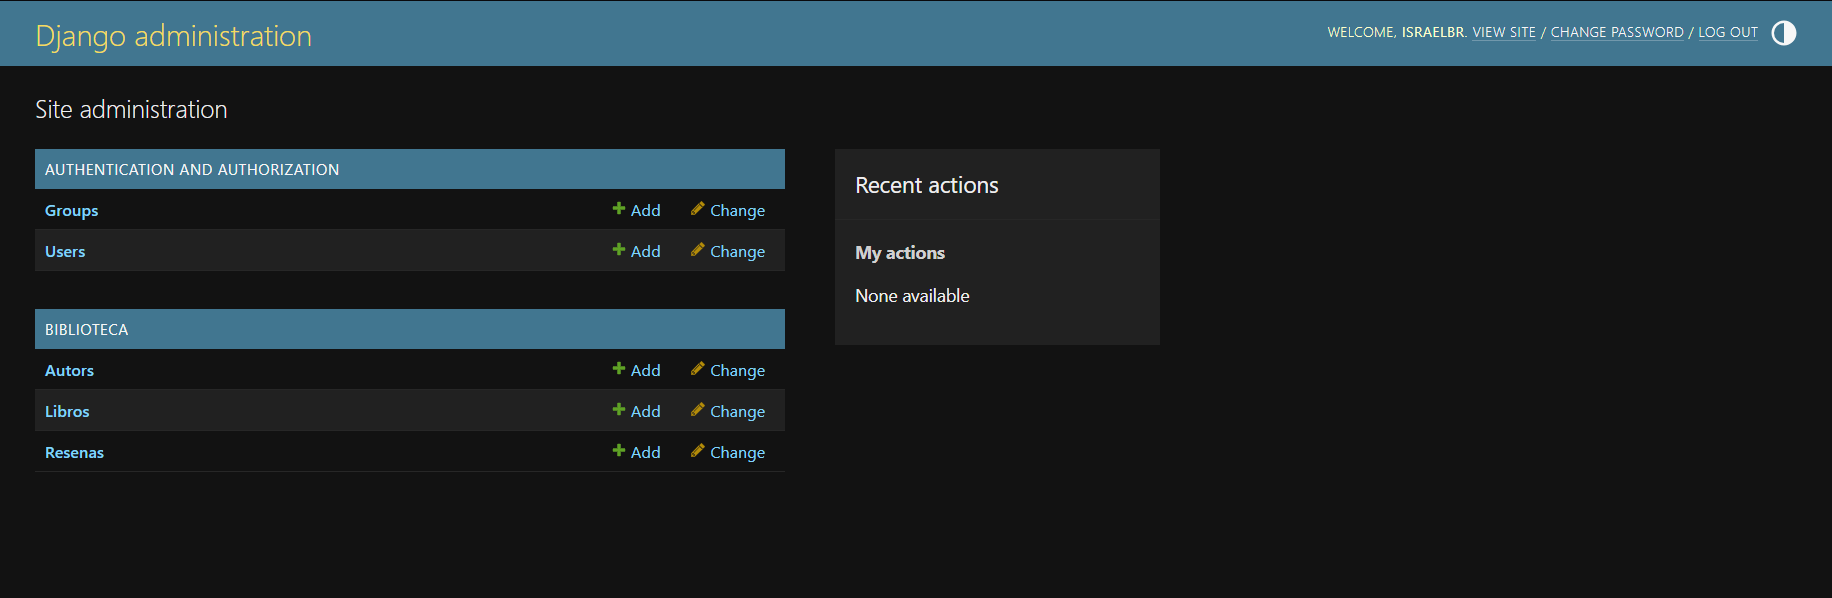 Django administration
WELCOME, ISRAELBR. VIEW SITE / CHANGE PASSWORD / LOG OUT
Site administration
AUTHENTICATION AND AUTHORIZATION
Groups Add Change
Users Add Change
BIBLIOTECA
Autors Add Change
Libros Add Change
Resenas Add Change
Recent actions
My actions
None available